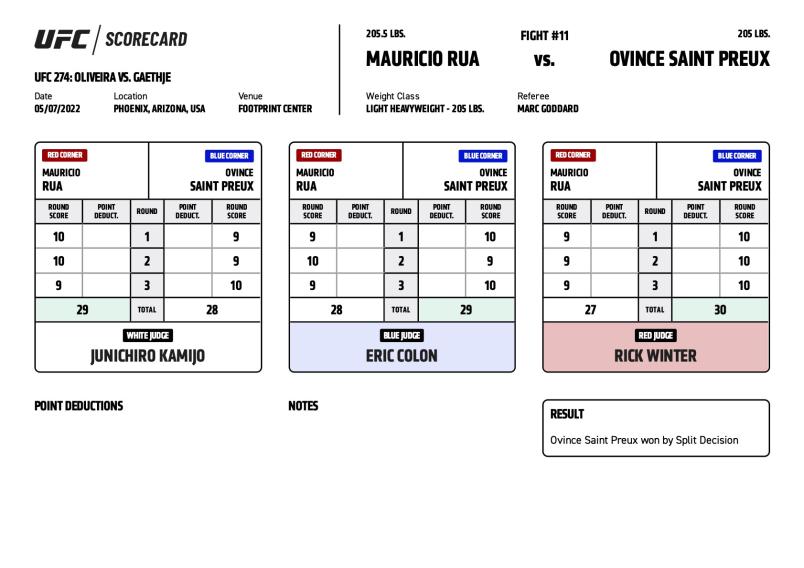 UFC / SCORECARD
UFC 274: OLIVEIRA VS. GAETHJE
Date Location Venue
05/07/2022 PHOENIX, ARIZONA, USA FOOTPRINT CENTER
205.5 LBS. FIGHT #11 205 LBS.
MAURICIO RUA VS. OVINCE SAINT PREUX
Weight Class Referee
LIGHT HEAVYWEIGHT - 205 LBS. MARC GODDARD
RED CORNER BLUE CORNER
MAURICIO OVINCE
RUA SAINT PREUX
ROUND SCORE POINT DEDUCT. ROUND POINT DEDUCT. ROUND SCORE
10 1 9
10 2 9
9 3 10
29 TOTAL 28
WHITE JUDGE
JUNICHIRO KAMIJO
RED CORNER BLUE CORNER
MAURICIO OVINCE
RUA SAINT PREUX
ROUND SCORE POINT DEDUCT. ROUND POINT DEDUCT. ROUND SCORE
9 1 10
10 2 9
9 3 10
28 TOTAL 29
BLUE JUDGE
ERIC COLON
RED CORNER BLUE CORNER
MAURICIO OVINCE
RUA SAINT PREUX
ROUND SCORE POINT DEDUCT. ROUND POINT DEDUCT. ROUND SCORE
9 1 10
9 2 10
9 3 10
27 TOTAL 30
RED JUDGE
RICK WINTER
POINT DEDUCTIONS
NOTES
RESULT
Ovince Saint Preux won by Split Decision